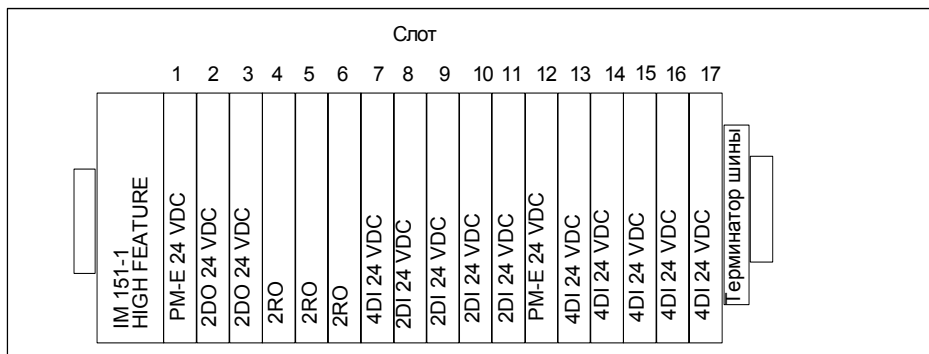 Слот
1 2 3 4 5 6 7 8 9 10 11 12 13 14 15 16 17
IM 151-1
HIGH FEATURE
PM-E 24 VDC
2DO 24 VDC
2DO 24 VDC
2RO
2RO
2RO
4DI 24 VDC
2DI 24 VDC
2DI 24 VDC
2DI 24 VDC
2DI 24 VDC
PM-E 24 VDC
4DI 24 VDC
4DI 24 VDC
4DI 24 VDC
4DI 24 VDC
4DI 24 VDC
Терминатор шины